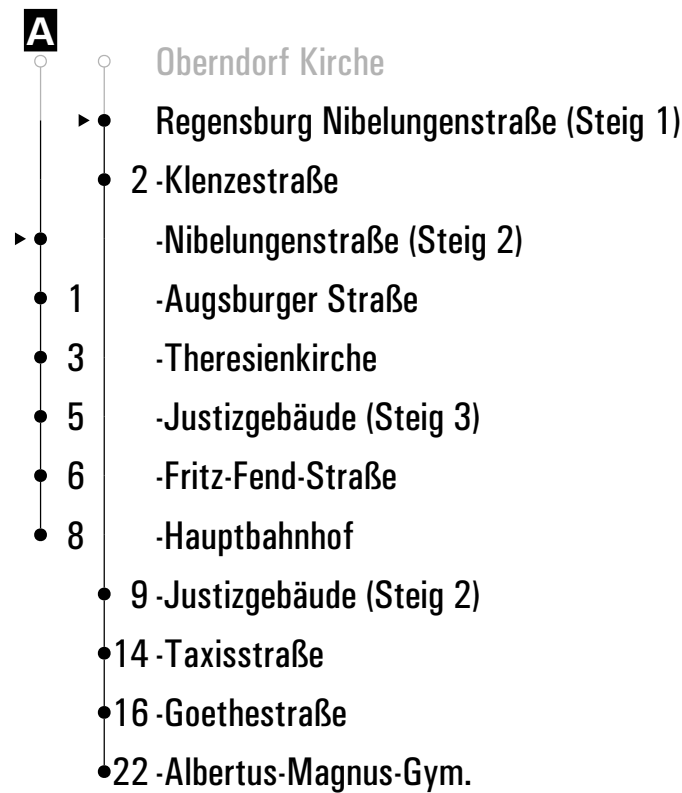 A
Oberndorf Kirche
Regensburg Nibelungenstraße (Steig 1)
2 -Klenzestraße
-Nibelungenstraße (Steig 2)
1 -Augsburger Straße
3 -Theresienkirche
5 -Justizgebäude (Steig 3)
6 -Fritz-Fend-Straße
8 -Hauptbahnhof
9 -Justizgebäude (Steig 2)
14 -Taxisstraße
16 -Goethestraße
22 -Albertus-Magnus-Gym.